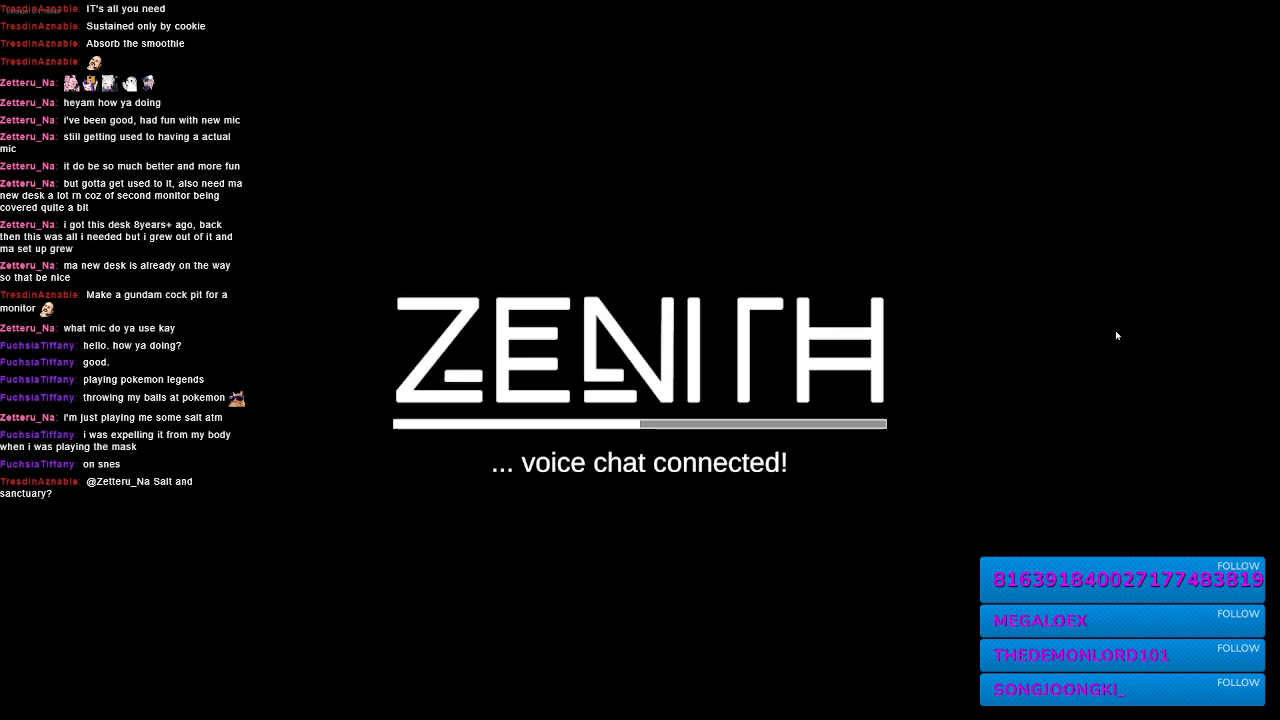 TresdinAznable: IT's all you need
TresdinAznable: Sustained only by cookie
TresdinAznable: Absorb the smoothie
TresdinAznable:
Zetteru_Na:
Zetteru_Na: heyam how ya doing
Zetteru_Na: i've been good, had fun with new mic
Zetteru_Na: still getting used to having a actual
mic
Zetteru_Na: it do be so much better and more fun
Zetteru_Na: but gotta get used to it, also need ma
new desk a lot rn coz of second monitor being
covered quite a bit
Zetteru_Na: i got this desk 8years+ ago, back
then this was all i needed but i grew out of it and
ma set up grew
Zetteru_Na: ma new desk is already on the way
so that be nice
TresdinAznable: Make a gundam cock pit for a
monitor
Zetteru_Na: what mic do ya use kay
FuchsiaTiffany: hello. how ya doing?
FuchsiaTiffany: good.
FuchsiaTiffany: playing pokemon legends
FuchsiaTiffany: throwing my balls at pokemon
Zetteru_Na: I'm just playing me some salt atm
FuchsiaTiffany: i was expelling it from my body
when i was playing the mask
FuchsiaTiffany: on snes
TresdinAznable: @Zetteru_Na Salt and
sanctuary?
ZENITH
... voice chat connected!
FOLLOW
816391840027177483819
FOLLOW
MEGALOEX
FOLLOW
THEDEMONLORD101
FOLLOW
SONGJOONGKI_